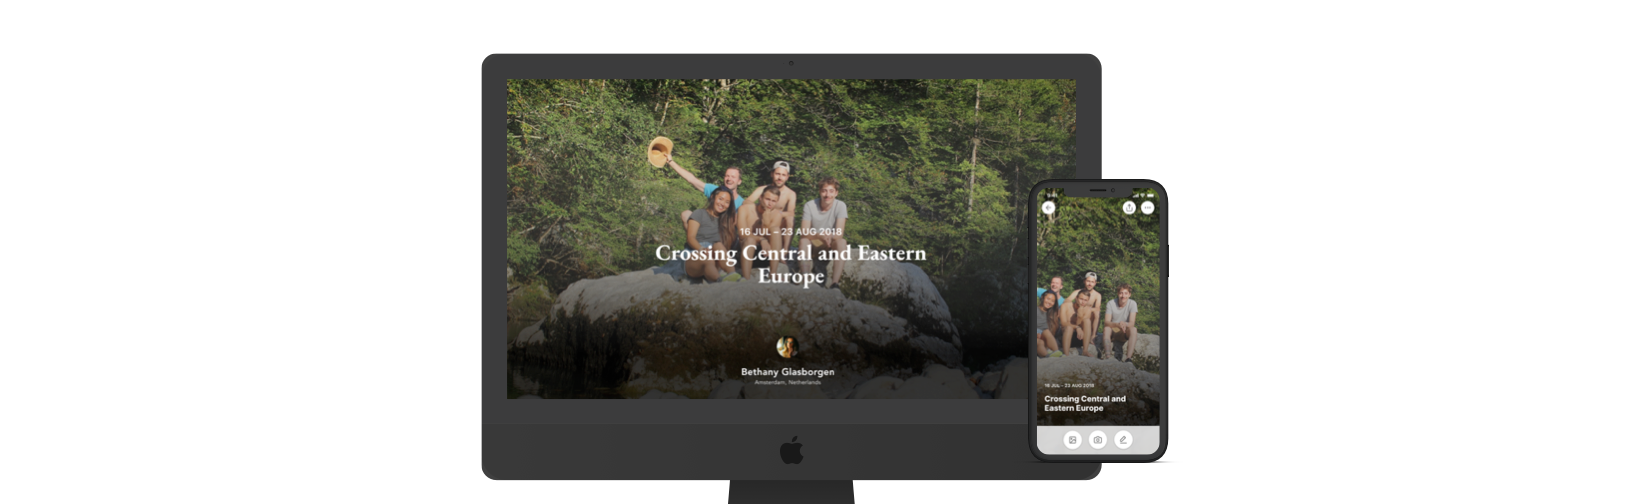 16 JUL – 23 AUG 2018
Crossing Central and Eastern
Europe
Bethany Glasborgen
Amsterdam, Netherlands
16 JUL - 23 AUG 2018
Crossing Central and
Eastern Europe